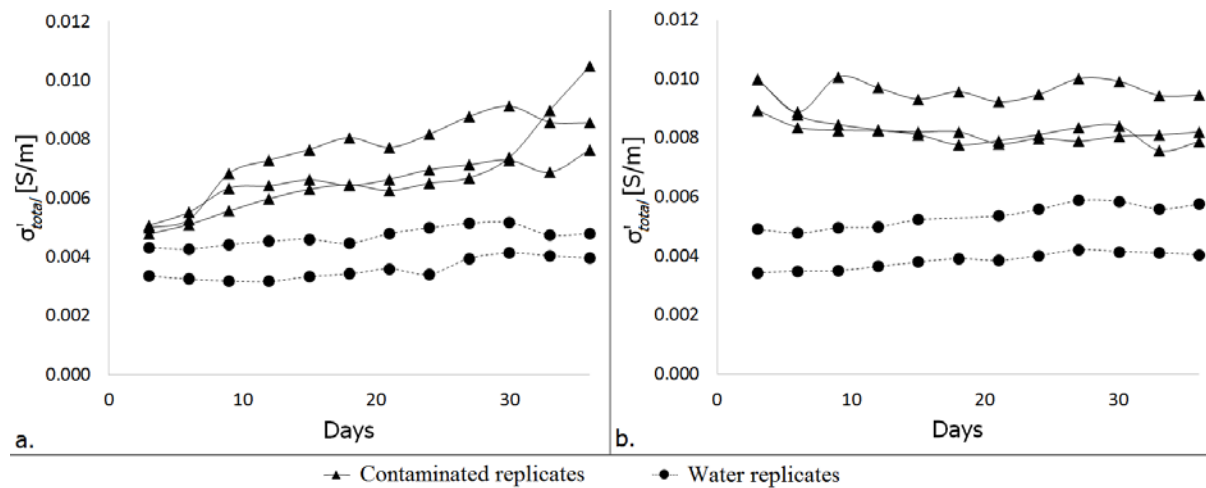 0.012
0.010
0.008
0.006
0.004
0.002
0.000
σ'total [S/m]
0 10 20 30
Days
a.
0.012
0.010
0.008
0.006
0.004
0.002
0.000
σ'total [S/m]
0 10 20 30
Days
b.
Contaminated replicates Water replicates